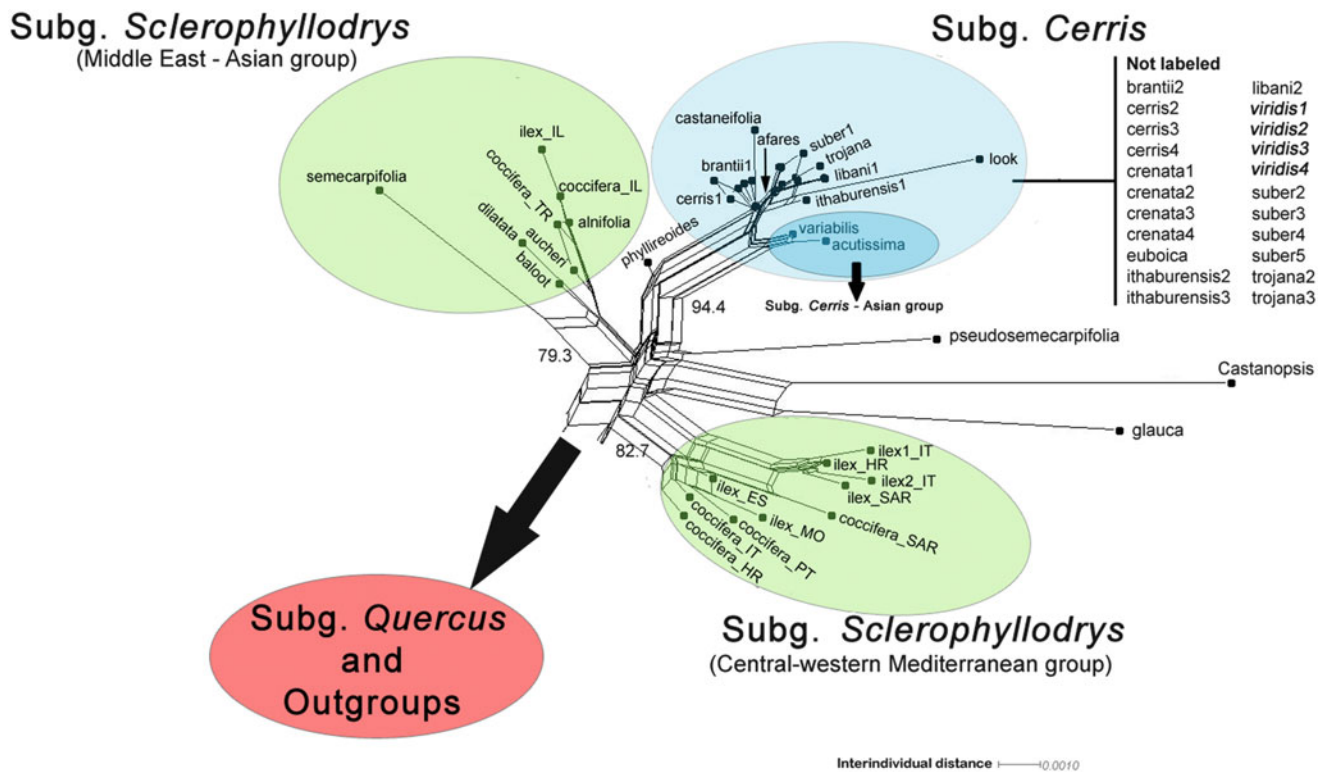 Subg. Sclerophyllodrys
(Middle East - Asian group)
Subg. Cerris
Not labeled
brantii2 libani2
cerris2 viridis1
cerris3 viridis2
cerris4 viridis3
crenata1 viridis4
crenata2 suber2
crenata3 suber3
crenata4 suber4
euboica suber5
ithaburensis2 trojana2
ithaburensis3 trojana3
semecarpifolia
ilex_IL
coccifera_TR
coccifera_IL
dilatata
alnifolia
aucheri
baloot
phyllireoides
castaneifolia
afares
suber1
brantii1
trojana
look
cerris1
libani1
ithaburensis1
variabilis
acutissima
Subg. Cerris - Asian group
94.4
79.3
82.7
pseudosemecarpifolia
Castanopsis
glauca
ilex1_IT
ilex_HR
ilex2_IT
ilex_SAR
ilex_ES
coccifera_SAR
ilex_MO
coccifera_PT
coccifera_IT
coccifera_HR
Subg. Quercus
and
Outgroups
Subg. Sclerophyllodrys
(Central-western Mediterranean group)
Interindividual distance 0.0010